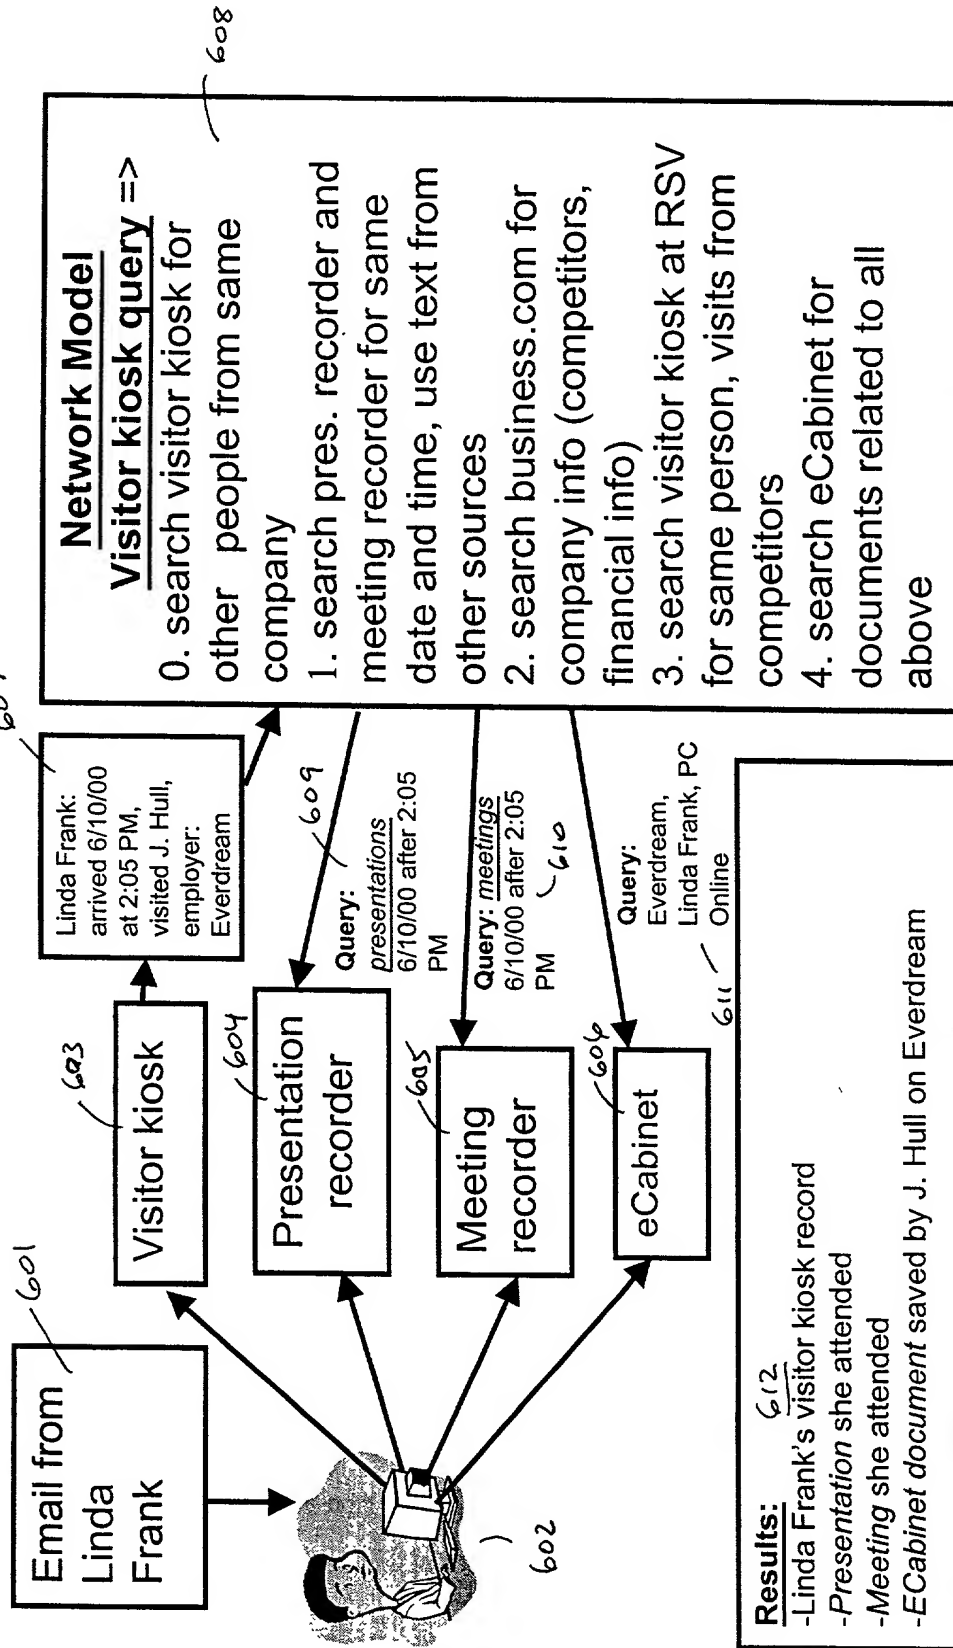 Email from
Linda
Frank
601
602
Visitor kiosk
603
Linda Frank:
arrived 6/10/00
at 2:05 PM,
visited J. Hull,
employer:
Everdream
Presentation
recorder
604
Meeting
recorder
605
eCabinet
606
Query:
presentations
6/10/00 after 2:05
PM
609
Query: meetings
6/10/00 after 2:05
PM
610
Query:
Everdream,
Linda Frank, PC
Online
611
Network Model
Visitor kiosk query =>
0. search visitor kiosk for
other people from same
company
1. search pres. recorder and
meeting recorder for same
date and time, use text from
other sources
2. search business.com for
company info (competitors,
financial info)
3. search visitor kiosk at RSV
for same person, visits from
competitors
4. search eCabinet for
documents related to all
above
608
Results: 612
-Linda Frank's visitor kiosk record
-Presentation she attended
-Meeting she attended
-ECabinet document saved by J. Hull on Everdream